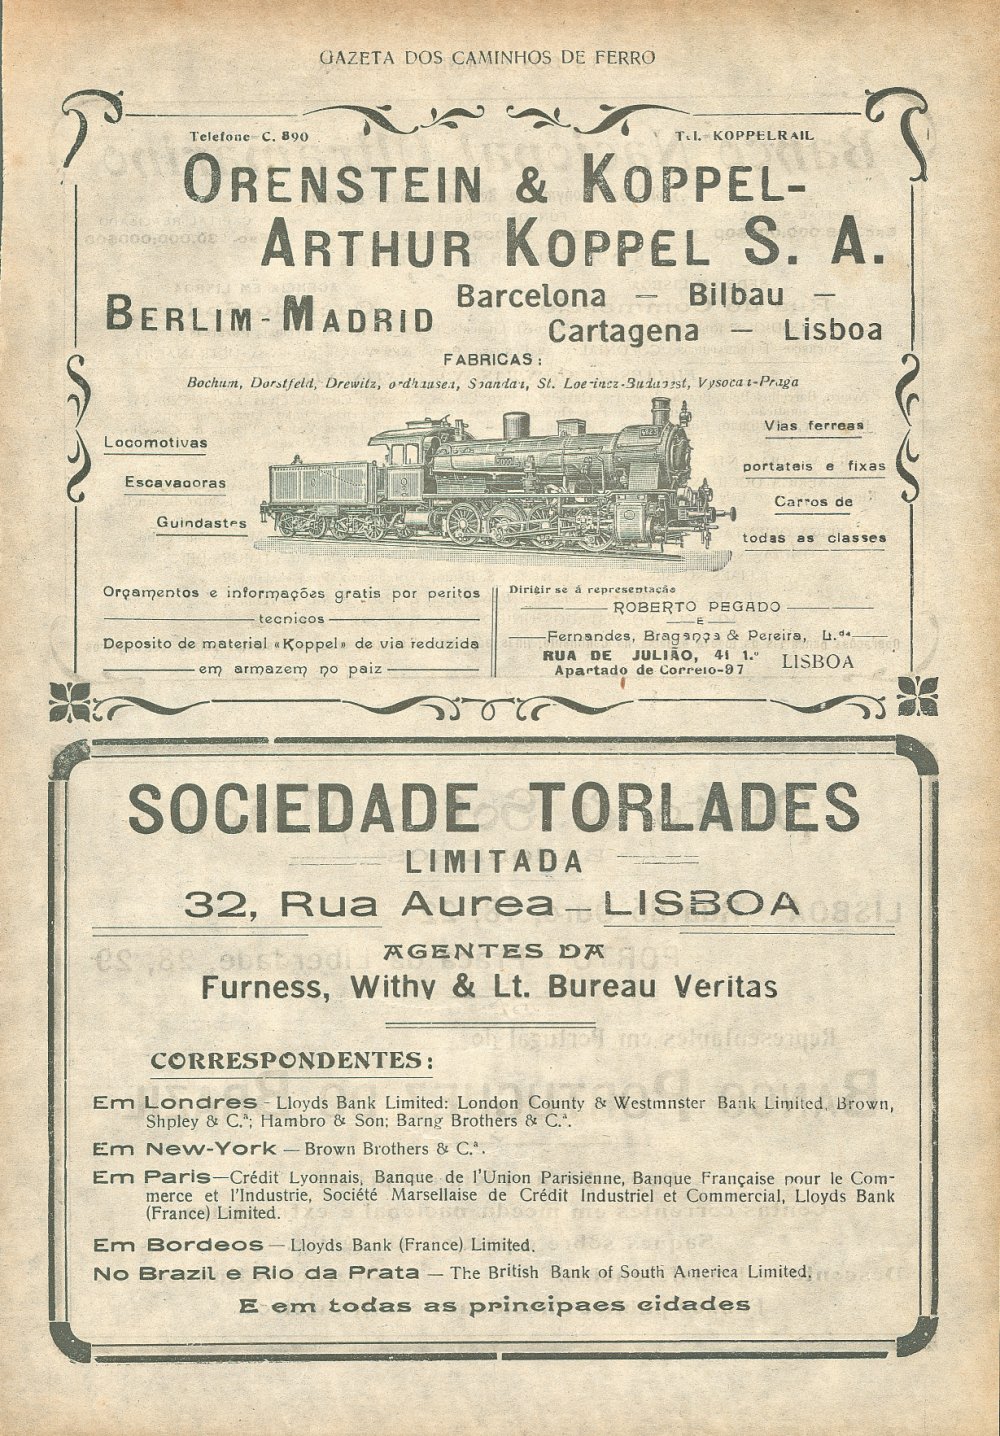 GAZETA DOS CAMINHOS DE FERRO
Telefone C. 890
Tel. KOPPELRAIL
ORENSTEIN & KOPPEL-
ARTHUR KOPPEL S. A.
BERLIM-MADRID
Barcelona — Bilbau —
Cartagena — Lisboa
FABRICAS:
Bochum, Dorstfeld, Drewitz, ordhausen, Spandau, St. Loerincz-Budapest, Vysocat-Praga
Locomotivas
Escavadoras
Guindastes
Vias ferreas
portateis e fixas
Carros de
todas as classes
Orçamentos e informações gratis por peritos
tecnicos
Deposito de material «Koppel» de via reduzida
em armazem no paiz
Dirigir se á representação
ROBERTO PEGADO
E
Fernandes, Bragança & Pereira, L.da
RUA DE JULIÃO, 41 1.º
Apartado de Correio-97
LISBOA
SOCIEDADE TORLADES
LIMITADA
32, Rua Aurea — LISBOA
AGENTES DA
Furness, Withy & Lt. Bureau Veritas
CORRESPONDENTES:
Em Londres - Lloyds Bank Limited: London County & Westmnster Bank Limited, Brown,
Shpley & C.ª; Hambro & Son; Barng Brothers & C.ª.
Em New-York — Brown Brothers & C.ª.
Em Paris—Crédit Lyonnais, Banque de l'Union Parisienne, Banque Française pour le Com-
merce et l'Industrie, Société Marsellaise de Crédit Industriel et Commercial, Lloyds Bank
(France) Limited.
Em Bordeos — Lloyds Bank (France) Limited.
No Brazil e Rio da Prata — The British Bank of South America Limited.
E em todas as principaes cidades